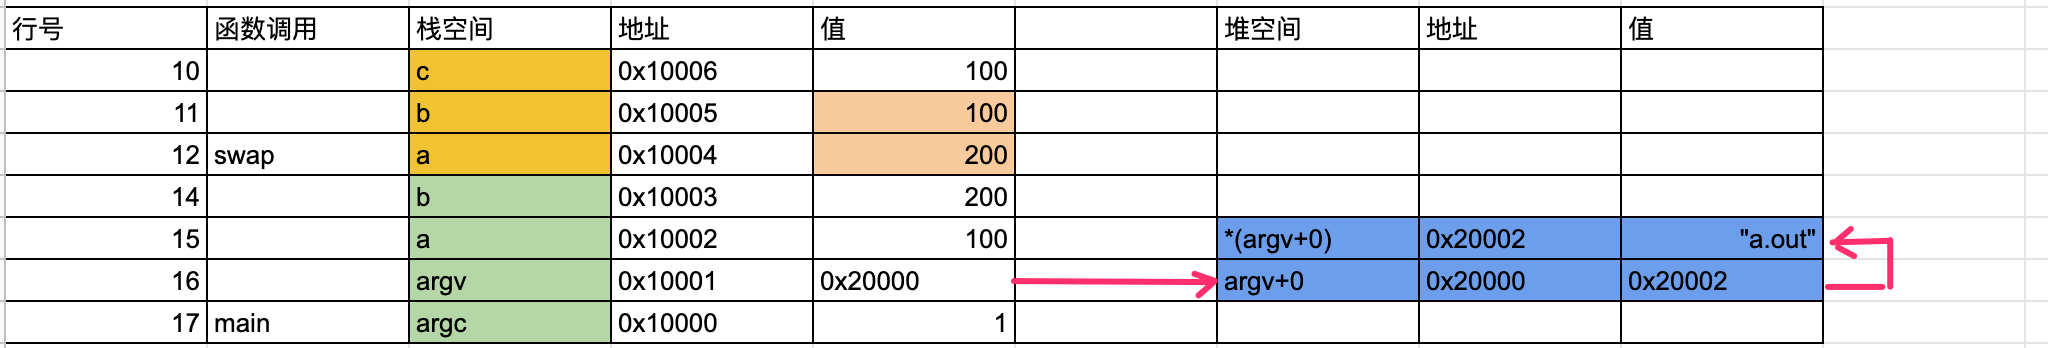 行号 函数调用 栈空间 地址 值 堆空间 地址 值
10 c 0x10006 100
11 b 0x10005 100
12 swap a 0x10004 200
14 b 0x10003 200
15 a 0x10002 100 *(argv+0) 0x20002 "a.out"
16 argv 0x10001 0x20000 argv+0 0x20000 0x20002
17 main argc 0x10000 1